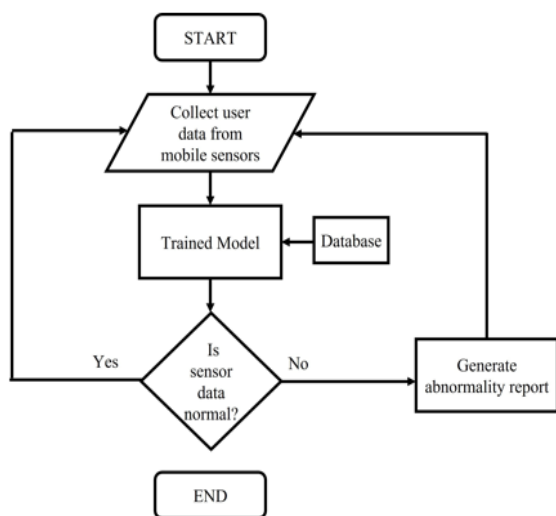 START
Collect user
data from
mobile sensors
Trained Model
Database
Yes
Is
sensor
data
normal?
No
Generate
abnormality report
END